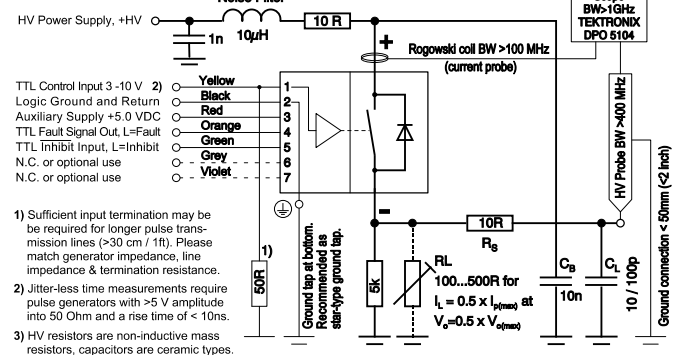 Noise Filter
HV Power Supply, +HV
10 R
1n
10µH
BW>1GHz
TEKTRONIX
DPO 5104
+
Rogowski coil BW >100 MHz
(current probe)
HV Probe BW >400 MHz
Ground connection < 50mm (<2 inch)
TTL Control Input 3 -10 V 2) Yellow 1
Logic Ground and Return Black 2
Auxiliary Supply +5.0 VDC Red 3
TTL Fault Signal Out, L=Fault Orange 4
TTL Inhibit Input, L=Inhibit Green 5
N.C. or optional use Grey 6
N.C. or optional use Violet 7
–
10R
RS
1) Sufficient input termination may be
be required for longer pulse trans-
mission lines (>30 cm / 1ft). Please
match generator impedance, line
impedance & termination resistance.
2) Jitter-less time measurements require
pulse generators with >5 V amplitude
into 50 Ohm and a rise time of < 10ns.
3) HV resistors are non-inductive mass
resistors, capacitors are ceramic types.
1)
50R
Ground tap at bottom.
Recommended as
star-type ground tap.
5k
RL
100...500R for
IL = 0.5 x Ip(max) at
Vo=0.5 x Vo(max)
CB
10n
CL
10 / 100p